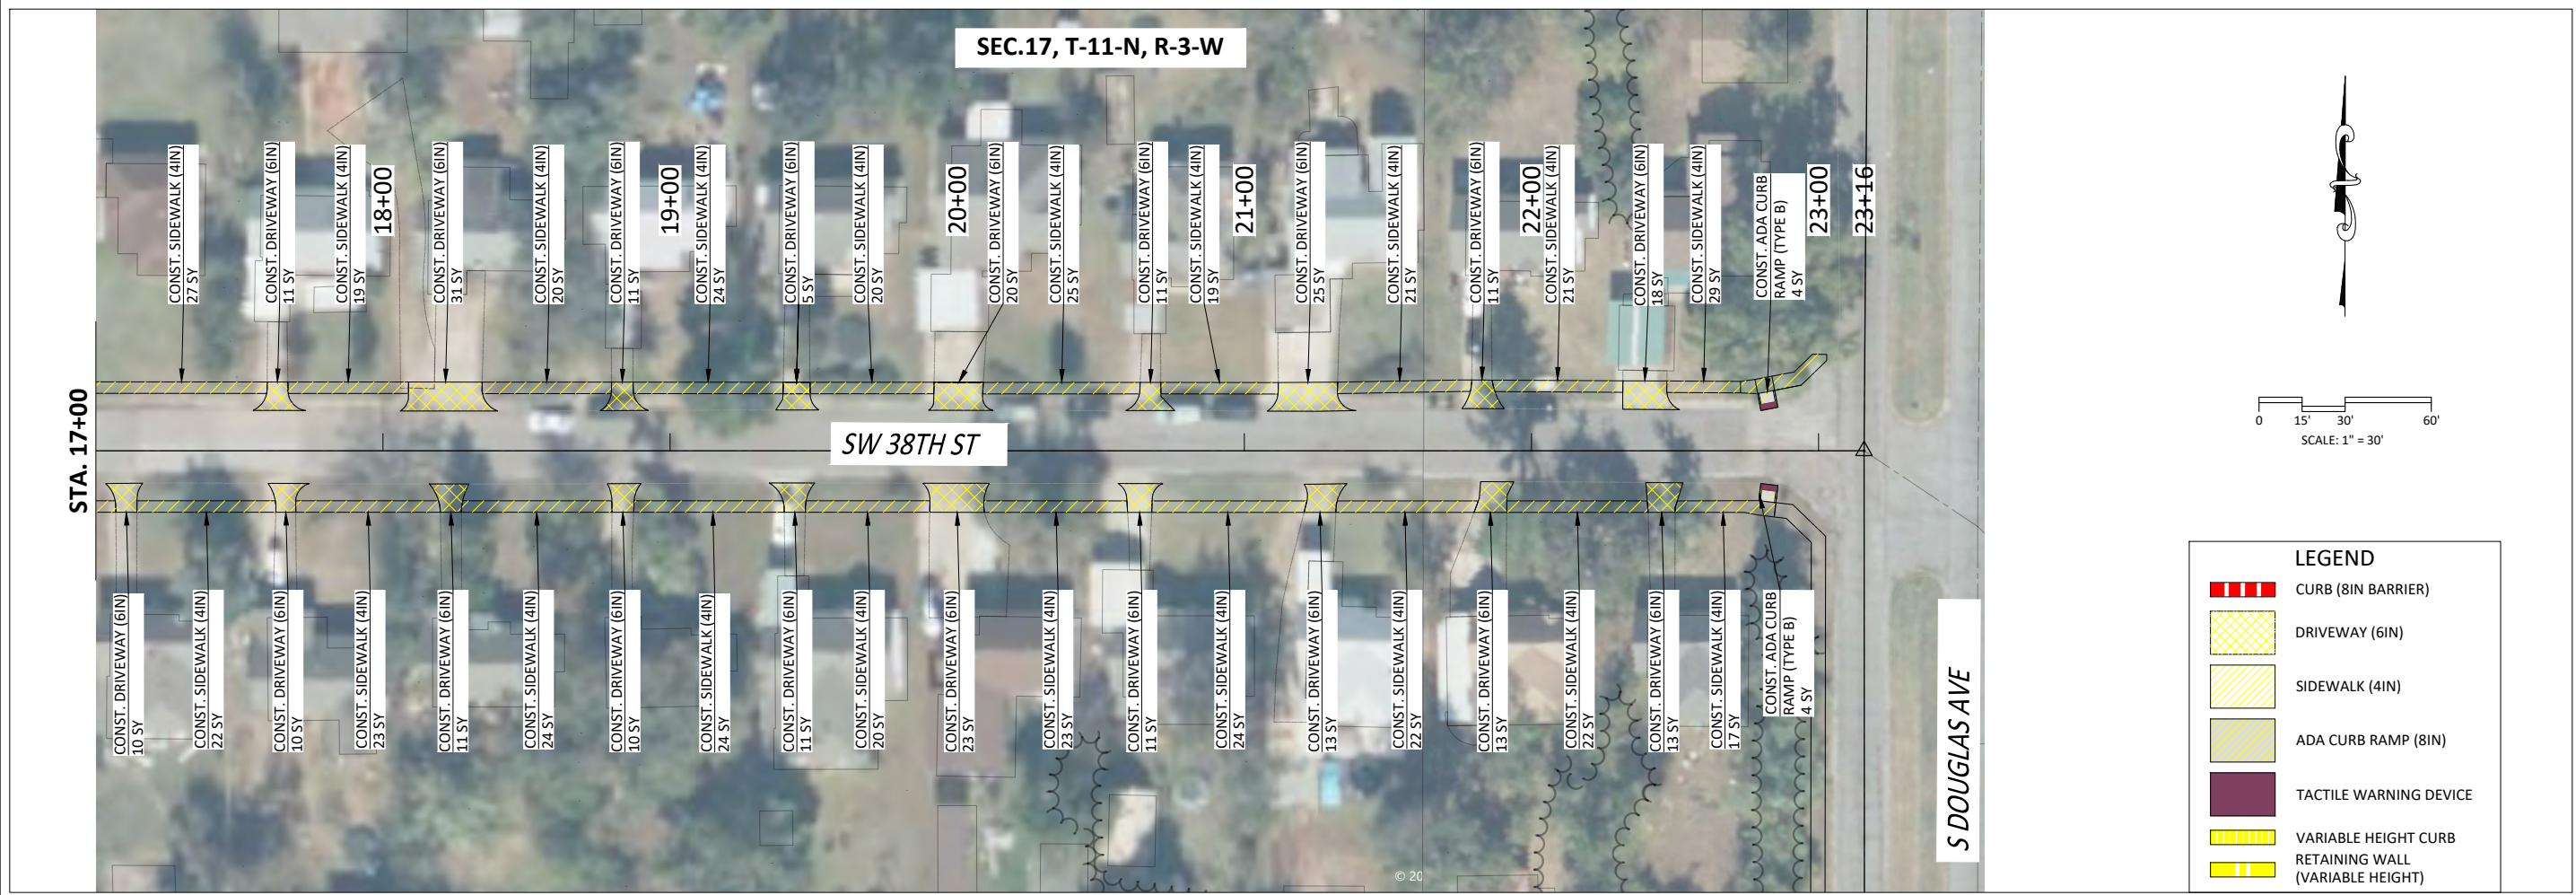 SEC.17, T-11-N, R-3-W
CONST. SIDEWALK (4IN)
27 SY
CONST. DRIVEWAY (6IN)
11 SY
CONST. SIDEWALK (4IN)
19 SY
18+00
CONST. DRIVEWAY (6IN)
31 SY
CONST. SIDEWALK (4IN)
20 SY
CONST. DRIVEWAY (6IN)
11 SY
19+00
CONST. SIDEWALK (4IN)
24 SY
CONST. DRIVEWAY (6IN)
5 SY
CONST. SIDEWALK (4IN)
20 SY
20+00
CONST. DRIVEWAY (6IN)
20 SY
CONST. SIDEWALK (4IN)
25 SY
CONST. DRIVEWAY (6IN)
11 SY
CONST. SIDEWALK (4IN)
19 SY
21+00
CONST. DRIVEWAY (6IN)
25 SY
CONST. SIDEWALK (4IN)
21 SY
CONST. DRIVEWAY (6IN)
11 SY
22+00
CONST. SIDEWALK (4IN)
21 SY
CONST. DRIVEWAY (6IN)
18 SY
CONST. SIDEWALK (4IN)
29 SY
CONST. ADA CURB
RAMP (TYPE B)
4 SY
23+00
23+16
STA. 17+00
SW 38TH ST
CONST. DRIVEWAY (6IN)
10 SY
CONST. SIDEWALK (4IN)
22 SY
CONST. DRIVEWAY (6IN)
10 SY
CONST. SIDEWALK (4IN)
23 SY
CONST. DRIVEWAY (6IN)
11 SY
CONST. SIDEWALK (4IN)
24 SY
CONST. DRIVEWAY (6IN)
10 SY
CONST. SIDEWALK (4IN)
24 SY
CONST. DRIVEWAY (6IN)
11 SY
CONST. SIDEWALK (4IN)
20 SY
CONST. DRIVEWAY (6IN)
23 SY
CONST. SIDEWALK (4IN)
23 SY
CONST. DRIVEWAY (6IN)
11 SY
CONST. SIDEWALK (4IN)
24 SY
CONST. DRIVEWAY (6IN)
13 SY
CONST. SIDEWALK (4IN)
22 SY
CONST. DRIVEWAY (6IN)
13 SY
CONST. SIDEWALK (4IN)
22 SY
CONST. DRIVEWAY (6IN)
13 SY
CONST. SIDEWALK (4IN)
17 SY
CONST. ADA CURB
RAMP (TYPE B)
4 SY
S DOUGLAS AVE
© 20
0 15' 30' 60'
SCALE: 1" = 30'
LEGEND
CURB (8IN BARRIER)
DRIVEWAY (6IN)
SIDEWALK (4IN)
ADA CURB RAMP (8IN)
TACTILE WARNING DEVICE
VARIABLE HEIGHT CURB
RETAINING WALL
(VARIABLE HEIGHT)